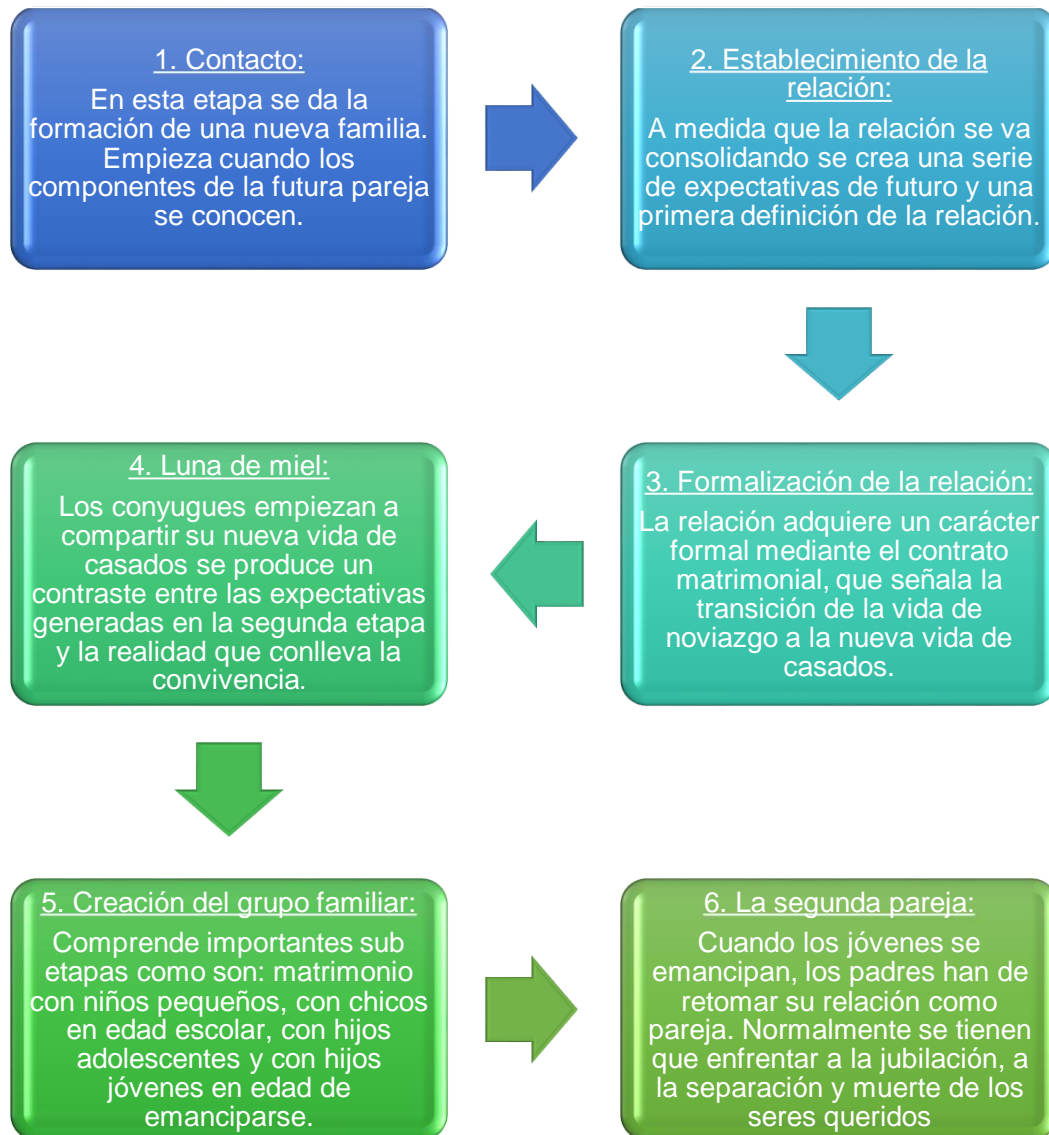 1. Contacto:
En esta etapa se da la
formación de una nueva familia.
Empieza cuando los
componentes de la futura pareja
se conocen.
2. Establecimiento de la
relación:
A medida que la relación se va
consolidando se crea una serie
de expectativas de futuro y una
primera definición de la relación.
3. Formalización de la relación:
La relación adquiere un carácter
formal mediante el contrato
matrimonial, que señala la
transición de la vida de
noviazgo a la nueva vida de
casados.
4. Luna de miel:
Los conyugues empiezan a
compartir su nueva vida de
casados se produce un
contraste entre las expectativas
generadas en la segunda etapa
y la realidad que conlleva la
convivencia.
5. Creación del grupo familiar:
Comprende importantes sub
etapas como son: matrimonio
con niños pequeños, con chicos
en edad escolar, con hijos
adolescentes y con hijos
jóvenes en edad de
emanciparse.
6. La segunda pareja:
Cuando los jóvenes se
emancipan, los padres han de
retomar su relación como
pareja. Normalmente se tienen
que enfrentar a la jubilación, a
la separación y muerte de los
seres queridos